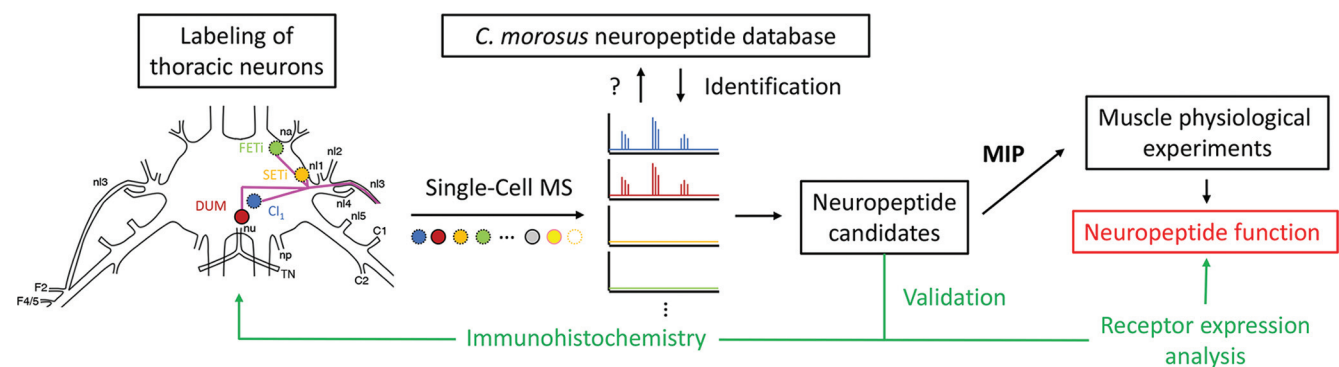 Labeling of
thoracic neurons
C. morosus neuropeptide database
?
Identification
na
FETi
SETi
nl1
nl2
nl3
nl3
nl4
DUM
CI1
nl5
nu
C1
np
TN
C2
F2
F4/5
Single-Cell MS
...
Neuropeptide
candidates
MIP
Muscle physiological
experiments
Neuropeptide function
Validation
Immunohistochemistry
Receptor expression
analysis